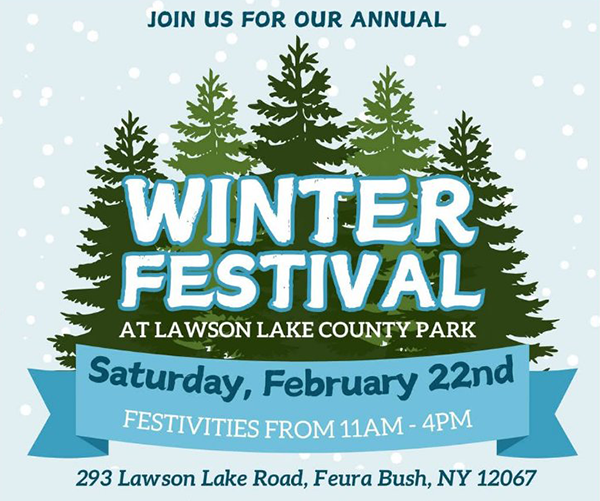 JOIN US FOR OUR ANNUAL
WINTER
FESTIVAL
AT LAWSON LAKE COUNTY PARK
Saturday, February 22nd
FESTIVITIES FROM 11AM - 4PM
293 Lawson Lake Road, Feura Bush, NY 12067